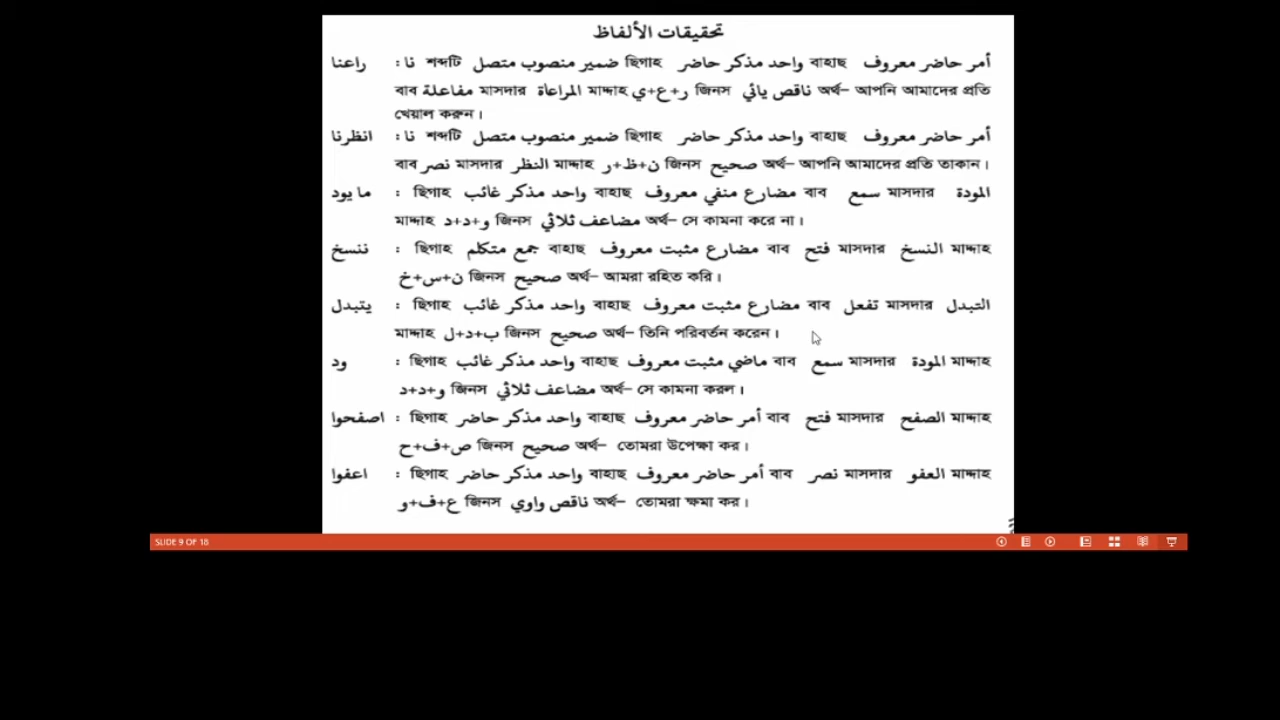 تحقيقات الألفاظ
راعنا : نا শব্দটি ضمير منصوب متصل ছিগাহ واحد مذكر حاضر বাহাছ أمر حاضر معروف
বাব مفاعلة মাসদার المراعاة মাদ্দাহ ر+ع+ي জিনস ناقص يائي অর্থ– আপনি আমাদের প্রতি
খেয়াল করুন।
انظرنا : نا শব্দটি ضمير منصوب متصل ছিগাহ واحد مذكر حاضر বাহাছ أمر حاضر معروف
বাব نصر মাসদার النظر মাদ্দাহ ن+ظ+ر জিনস صحيح অর্থ– আপনি আমাদের প্রতি তাকান।
ما يود : ছিগাহ واحد مذكر غائب বাহাছ مضارع منفي معروف বাব سمع মাসদার المودة
মাদ্দাহ و+د+د জিনস مضاعف ثلاثي অর্থ– সে কামনা করে না।
ننسخ : ছিগাহ جمع متكلم বাহাছ مضارع مثبت معروف বাব فتح মাসদার النسخ মাদ্দাহ
ن+س+خ জিনস صحيح অর্থ– আমরা রহিত করি।
يتبدل : ছিগাহ واحد مذكر غائب বাহাছ مضارع مثبت معروف বাব تفعل মাসদার التبدل
মাদ্দাহ ب+د+ل জিনস صحيح অর্থ– তিনি পরিবর্তন করেন।
ود : ছিগাহ واحد مذكر غائب বাহাছ ماضي مثبت معروف বাব سمع মাসদার المودة মাদ্দাহ
و+د+د জিনস مضاعف ثلاثي অর্থ– সে কামনা করল।
اصفحوا : ছিগাহ واحد مذكر حاضر বাহাছ أمر حاضر معروف বাব فتح মাসদার الصفح মাদ্দাহ
ص+ف+ح জিনস صحيح অর্থ– তোমরা উপেক্ষা কর।
اعفوا : ছিগাহ واحد مذكر حاضر বাহাছ أمر حاضر معروف বাব نصر মাসদার العفو মাদ্দাহ
ع+ف+و জিনস ناقص واوي অর্থ– তোমরা ক্ষমা কর।
SLIDE 9 OF 18